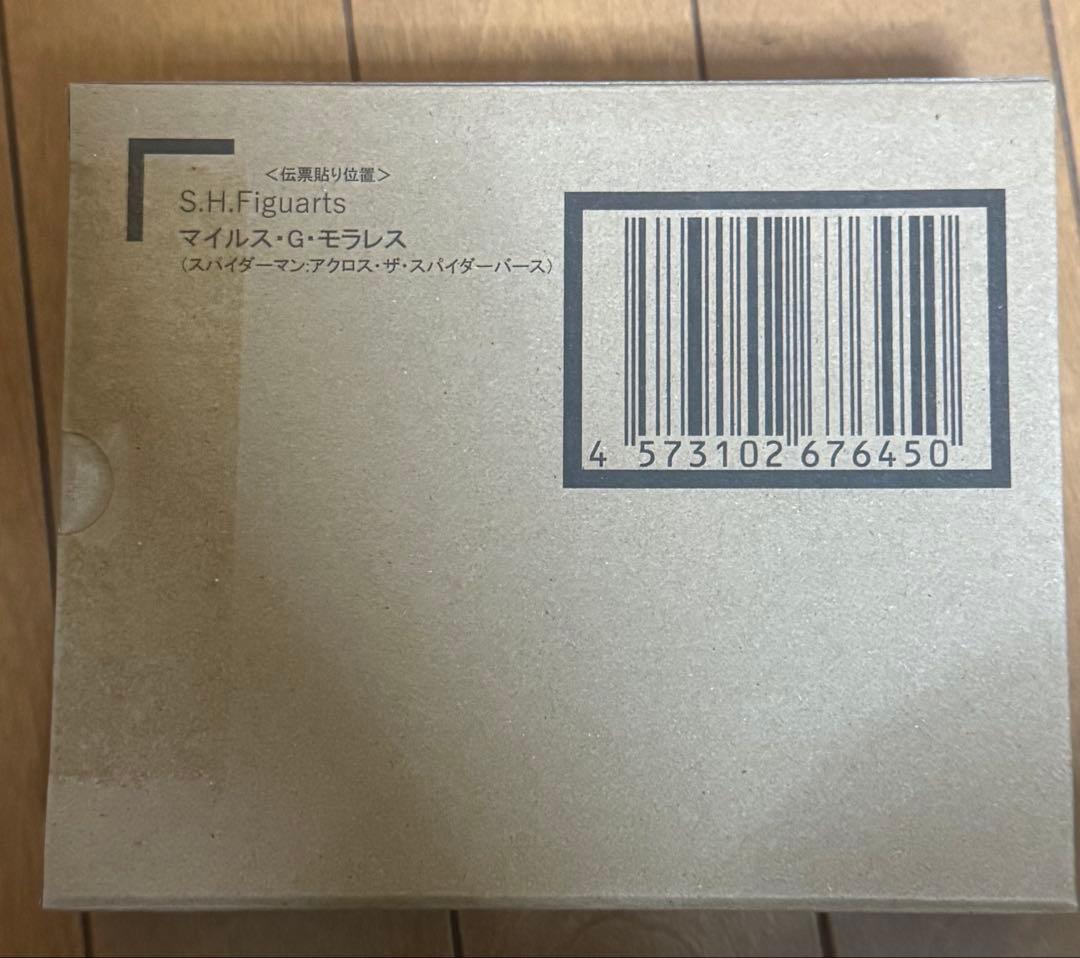 <伝票貼り位置>
S.H.Figuarts
マイルス・G・モラレス
(スパイダーマン:アクロス・ザ・スパイダーバース)
4 573102 676450